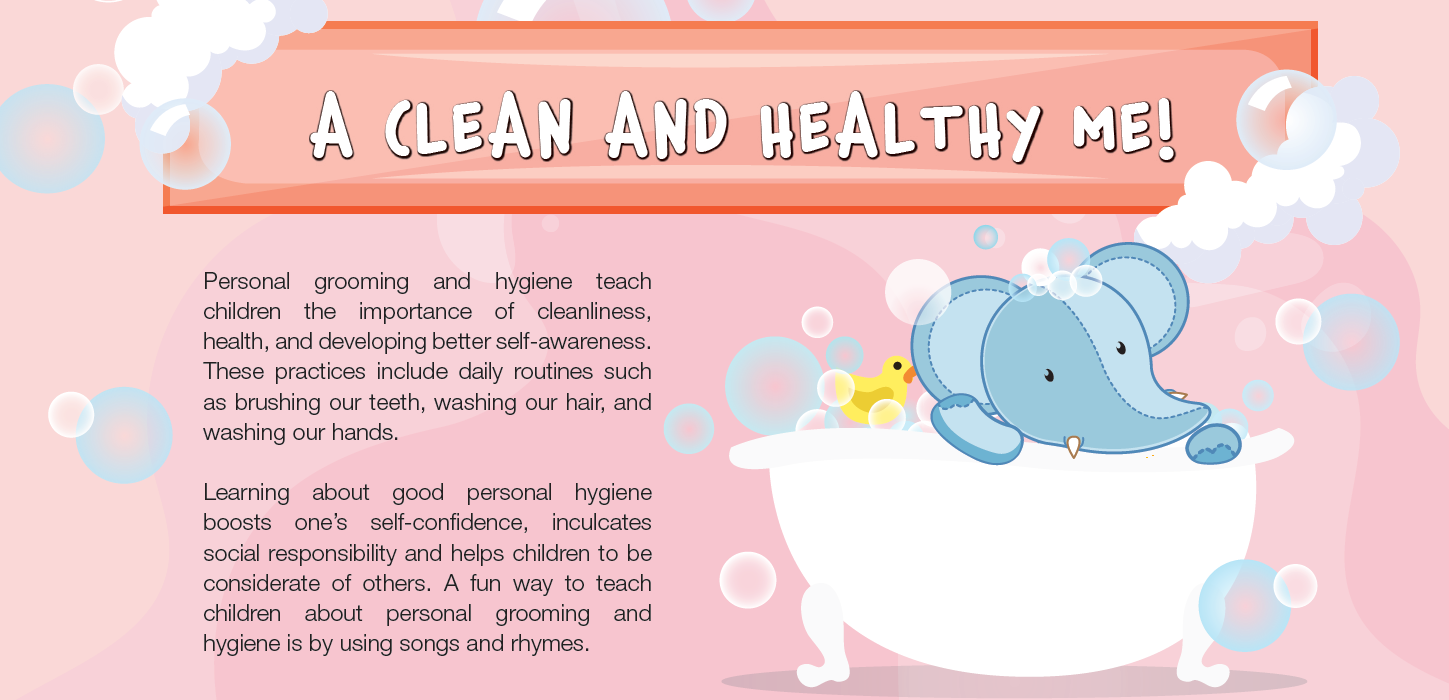 A CLEAN AND HEALTHY ME!
Personal grooming and hygiene teach
children the importance of cleanliness,
health, and developing better self-awareness.
These practices include daily routines such
as brushing our teeth, washing our hair, and
washing our hands.
Learning about good personal hygiene
boosts one’s self-confidence, inculcates
social responsibility and helps children to be
considerate of others. A fun way to teach
children about personal grooming and
hygiene is by using songs and rhymes.